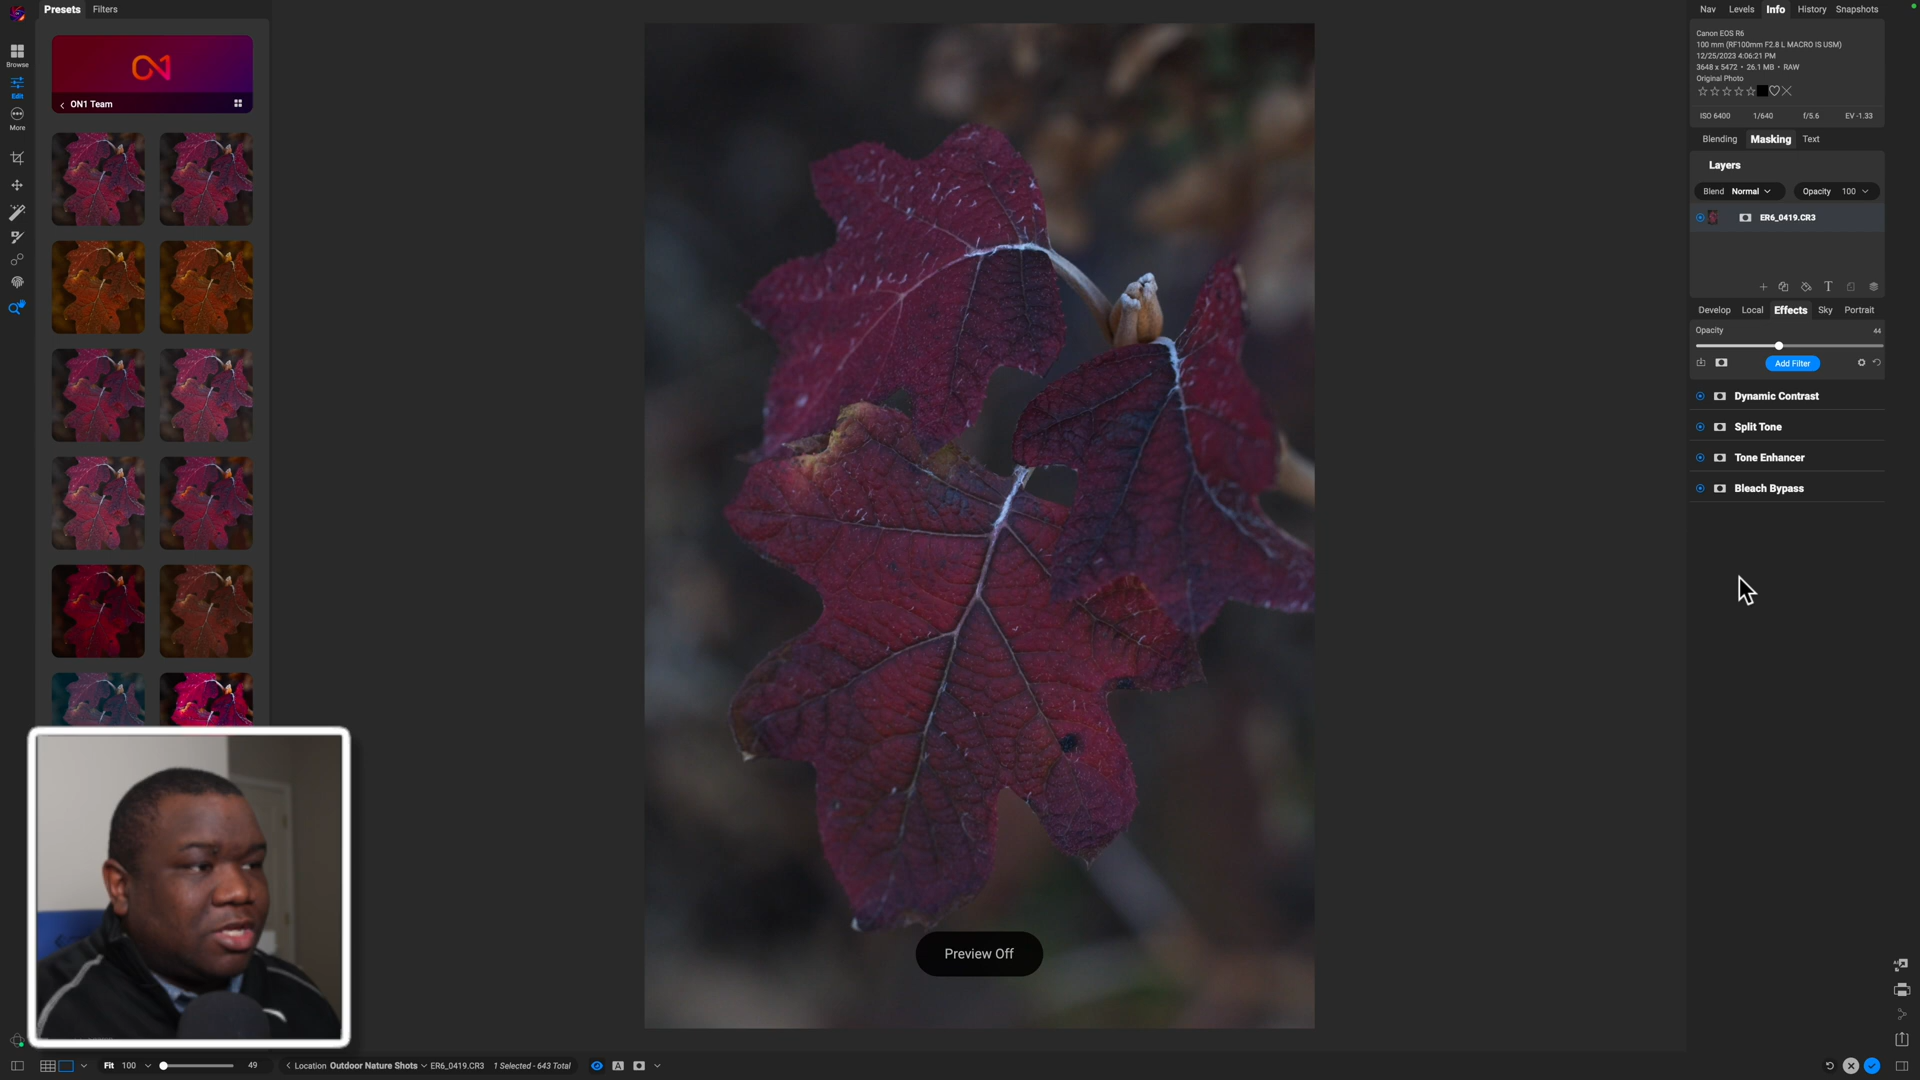 Presets Filters
ON1 Team
Browse
Edit
More
Preview Off
Nav Levels Info History Snapshots
Canon EOS R6
100 mm (RF100mm F2.8 L MACRO IS USM)
12/25/2023 4:06:21 PM
3648 x 5472 • 26.1 MB • RAW
Original Photo
ISO 6400 1/640 f/5.6 EV -1.33
Blending Masking Text
Layers
Blend Normal Opacity 100
ER6_0419.CR3
Develop Local Effects Sky Portrait
Opacity 44
Add Filter
Dynamic Contrast
Split Tone
Tone Enhancer
Bleach Bypass
Fit 100 49 Location Outdoor Nature Shots ER6_0419.CR3 1 Selected - 643 Total A